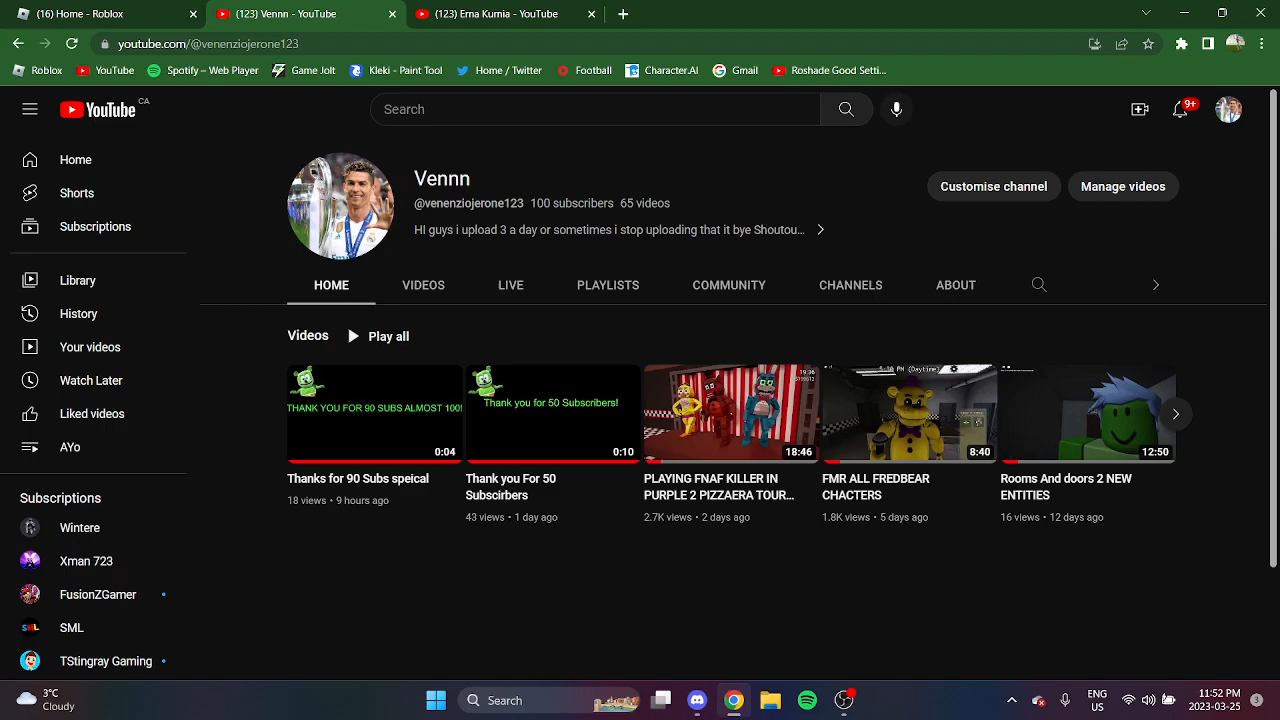 (16) Home - Roblox
(123) Vennn - YouTube
(123) Ema Kurnia - YouTube
youtube.com/@venenziojerone123
Roblox
YouTube
Spotify – Web Player
Game Jolt
Kleki - Paint Tool
Home / Twitter
Football
Character.AI
Gmail
Roshade Good Setti...
YouTube CA
Search
9+
Home
Shorts
Subscriptions
Library
History
Your videos
Watch Later
Liked videos
AYo
Subscriptions
Wintere
Xman 723
FusionZGamer
SML
SML
TStingray Gaming
Vennn
@venenziojerone123 100 subscribers 65 videos
HI guys i upload 3 a day or sometimes i stop uploading that it bye Shoutou...
Customise channel
Manage videos
HOME
VIDEOS
LIVE
PLAYLISTS
COMMUNITY
CHANNELS
ABOUT
Videos
Play all
THANK YOU FOR 90 SUBS ALMOST 100!
0:04
Thanks for 90 Subs speical
18 views • 9 hours ago
Thank you for 50 Subscribers!
0:10
Thank you For 50
Subscirbers
43 views • 1 day ago
19:36
18:46
PLAYING FNAF KILLER IN
PURPLE 2 PIZZAERA TOUR...
2.7K views • 2 days ago
(Daytime)
8:40
FMR ALL FREDBEAR
CHACTERS
1.8K views • 5 days ago
12:50
Rooms And doors 2 NEW
ENTITIES
16 views • 12 days ago
3°C
Cloudy
Search
ENG
US
11:52 PM
2023-03-25
3